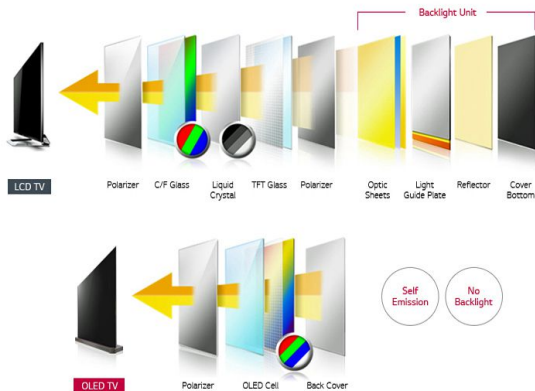 Backlight Unit
LCD TV
Polarizer
C/F Glass
Liquid
Crystal
TFT Glass
Polarizer
Optic
Sheets
Light
Guide Plate
Reflector
Cover
Bottom
Self
Emission
No
Backlight
OLED TV
Polarizer
OLED Cell
Back Cover